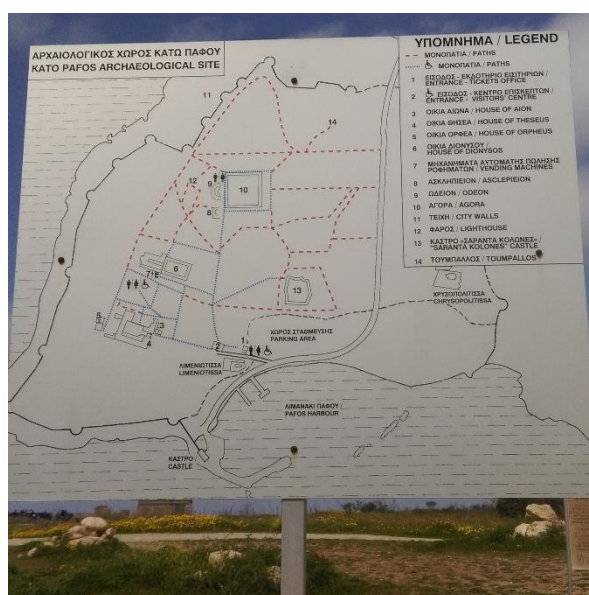 ΑΡΧΑΙΟΛΟΓΙΚΟΣ ΧΩΡΟΣ ΚΑΤΩ ΠΑΦΟΥ
KATO PAFOS ARCHAEOLOGICAL SITE
ΥΠΟΜΝΗΜΑ / LEGEND
ΜΟΝΟΠΑΤΙΑ / PATHS
ΜΟΝΟΠΑΤΙΑ / PATHS
1 ΕΙΣΟΔΟΣ - ΕΚΔΟΤΗΡΙΟ ΕΙΣΙΤΗΡΙΩΝ /
ENTRANCE - TICKETS OFFICE
2 ΕΙΣΟΔΟΣ - ΚΕΝΤΡΟ ΕΠΙΣΚΕΠΤΩΝ /
ENTRANCE - VISITORS' CENTRE
3 ΟΙΚΙΑ ΑΙΩΝΑ / HOUSE OF AION
4 ΟΙΚΙΑ ΘΗΣΕΑ / HOUSE OF THESEUS
5 ΟΙΚΙΑ ΟΡΦΕΑ / HOUSE OF ORPHEUS
6 ΟΙΚΙΑ ΔΙΟΝΥΣΟΥ /
HOUSE OF DIONYSOS
7 ΜΗΧΑΝΗΜΑΤΑ ΑΥΤΟΜΑΤΗΣ ΠΩΛΗΣΗΣ
ΡΟΦΗΜΑΤΩΝ / VENDING MACHINES
8 ΑΣΚΛΗΠΙΕΙΟΝ / ASCLEPIEION
9 ΩΔΕΙΟΝ / ODEON
10 ΑΓΟΡΑ / AGORA
11 ΤΕΙΧΗ / CITY WALLS
12 ΦΑΡΟΣ / LIGHTHOUSE
13 ΚΑΣΤΡΟ «ΣΑΡΑΝΤΑ ΚΟΛΩΝΕΣ» /
"SARANTA KOLONES" CASTLE
14 ΤΟΥΜΠΑΛΛΟΣ / TOUMPALLOS
11
14
12
9
10
8
6
7
13
ΧΡΥΣΟΠΟΛΙΤΙΣΣΑ
CHRYSOPOLITISSA
5
3
4
ΧΩΡΟΣ ΣΤΑΘΜΕΥΣΗΣ
PARKING AREA
2
1
ΛΙΜΕΝΙΩΤΙΣΣΑ
LIMENIOTISSA
ΛΙΜΑΝΑΚΙ ΠΑΦΟΥ /
PAFOS HARBOUR
ΚΑΣΤΡΟ /
CASTLE